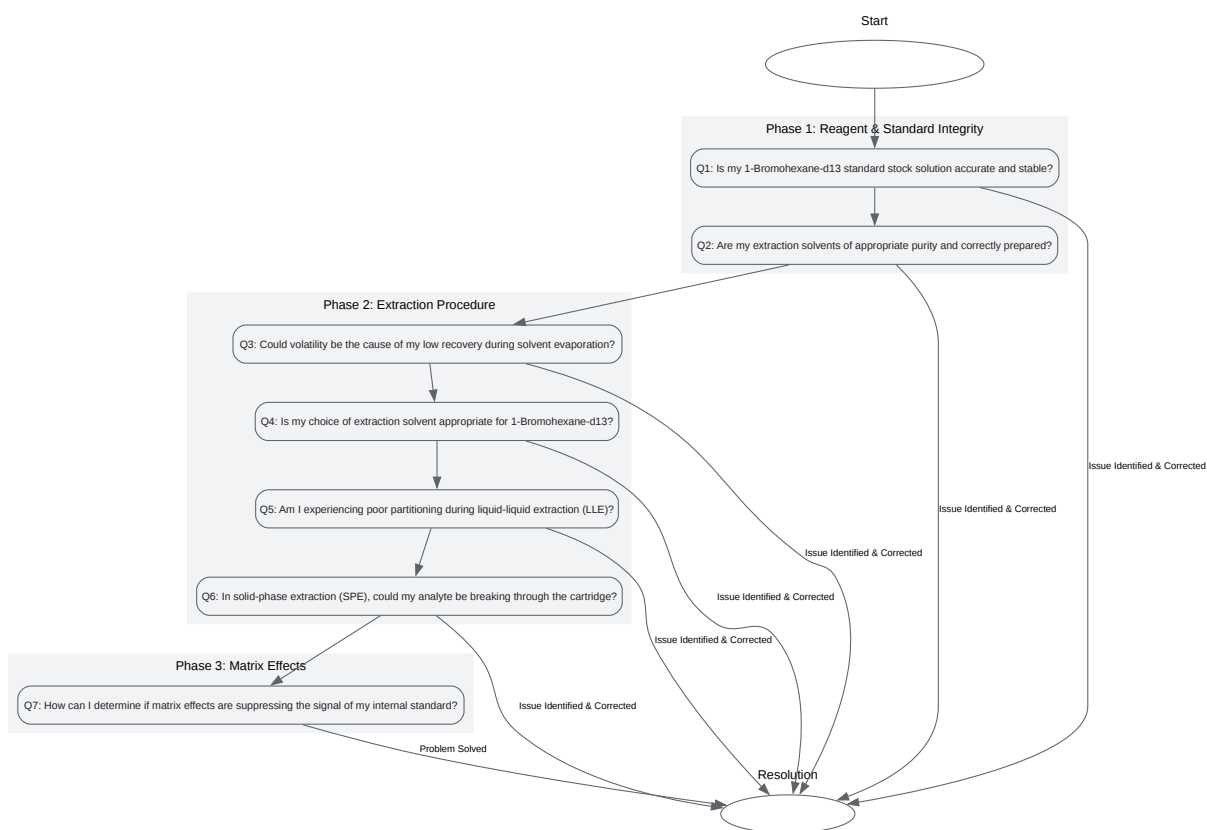 Start
Phase 1: Reagent & Standard Integrity
Q1: Is my 1-Bromohexane-d13 standard stock solution accurate and stable?
Q2: Are my extraction solvents of appropriate purity and correctly prepared?
Phase 2: Extraction Procedure
Q3: Could volatility be the cause of my low recovery during solvent evaporation?
Q4: Is my choice of extraction solvent appropriate for 1-Bromohexane-d13?
Issue Identified & Corrected
Q5: Am I experiencing poor partitioning during liquid-liquid extraction (LLE)?
Issue Identified & Corrected
Issue Identified & Corrected
Q6: In solid-phase extraction (SPE), could my analyte be breaking through the cartridge?
Issue Identified & Corrected
Issue Identified & Corrected
Phase 3: Matrix Effects
Q7: How can I determine if matrix effects are suppressing the signal of my internal standard?
Issue Identified & Corrected
Problem Solved
Resolution